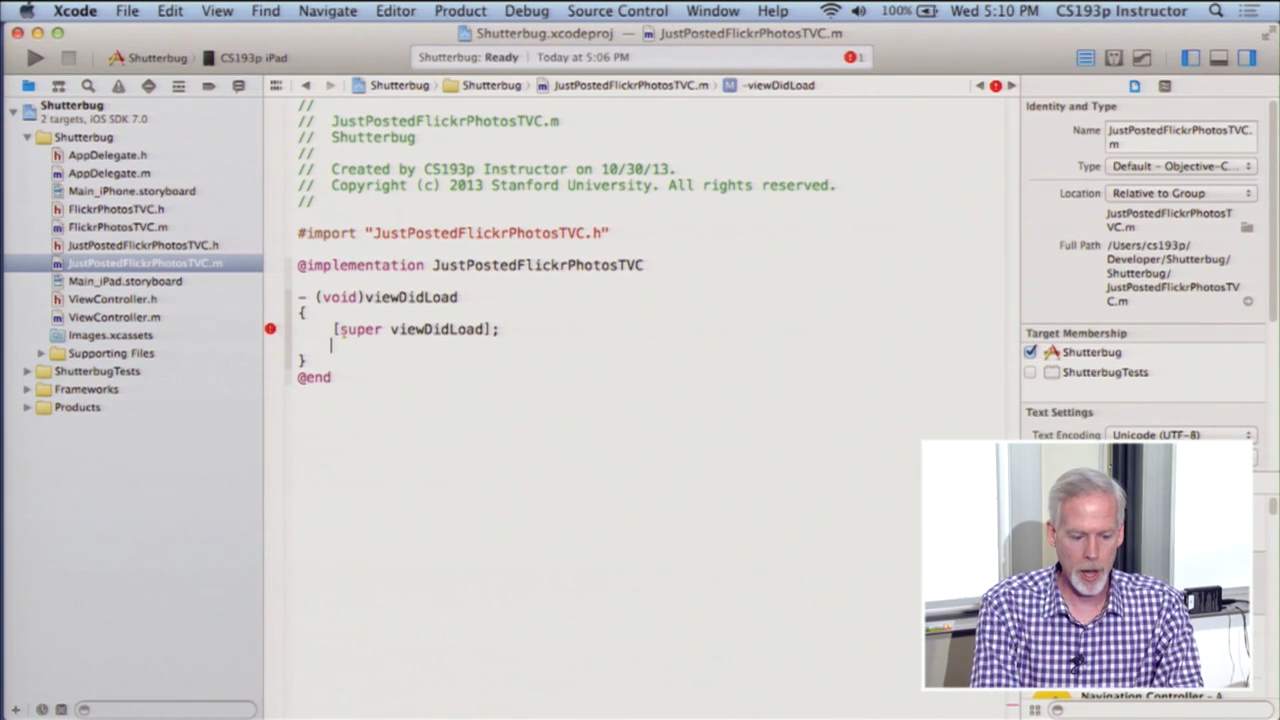 Xcode File Edit View Find Navigate Editor Product Debug Source Control Window Help 100% Wed 5:10 PM CS193p Instructor
Shutterbug.xcodeproj — JustPostedFlickrPhotosTVC.m
Shutterbug CS193p iPad
Shutterbug: Ready Today at 5:06 PM 1
Shutterbug Shutterbug JustPostedFlickrPhotosTVC.m M -viewDidLoad
Shutterbug
2 targets, iOS SDK 7.0
Shutterbug
h AppDelegate.h
m AppDelegate.m
Main_iPhone.storyboard
h FlickrPhotosTVC.h
m FlickrPhotosTVC.m
h JustPostedFlickrPhotosTVC.h
m JustPostedFlickrPhotosTVC.m
Main_iPad.storyboard
h ViewController.h
m ViewController.m
Images.xcassets
Supporting Files
ShutterbugTests
Frameworks
Products
//
// JustPostedFlickrPhotosTVC.m
// Shutterbug
//
// Created by CS193p Instructor on 10/30/13.
// Copyright (c) 2013 Stanford University. All rights reserved.
//
#import "JustPostedFlickrPhotosTVC.h"
@implementation JustPostedFlickrPhotosTVC
- (void)viewDidLoad
{
[super viewDidLoad];
}
@end
Identity and Type
Name JustPostedFlickrPhotosTVC.
m
Type Default - Objective-C...
Location Relative to Group
JustPostedFlickrPhotosT
VC.m
Full Path /Users/cs193p/
Developer/Shutterbug/
Shutterbug/
JustPostedFlickrPhotosTV
C.m
Target Membership
Shutterbug
ShutterbugTests
Text Settings
Text Encoding Unicode (UTF-8)
Navigation Controller - A